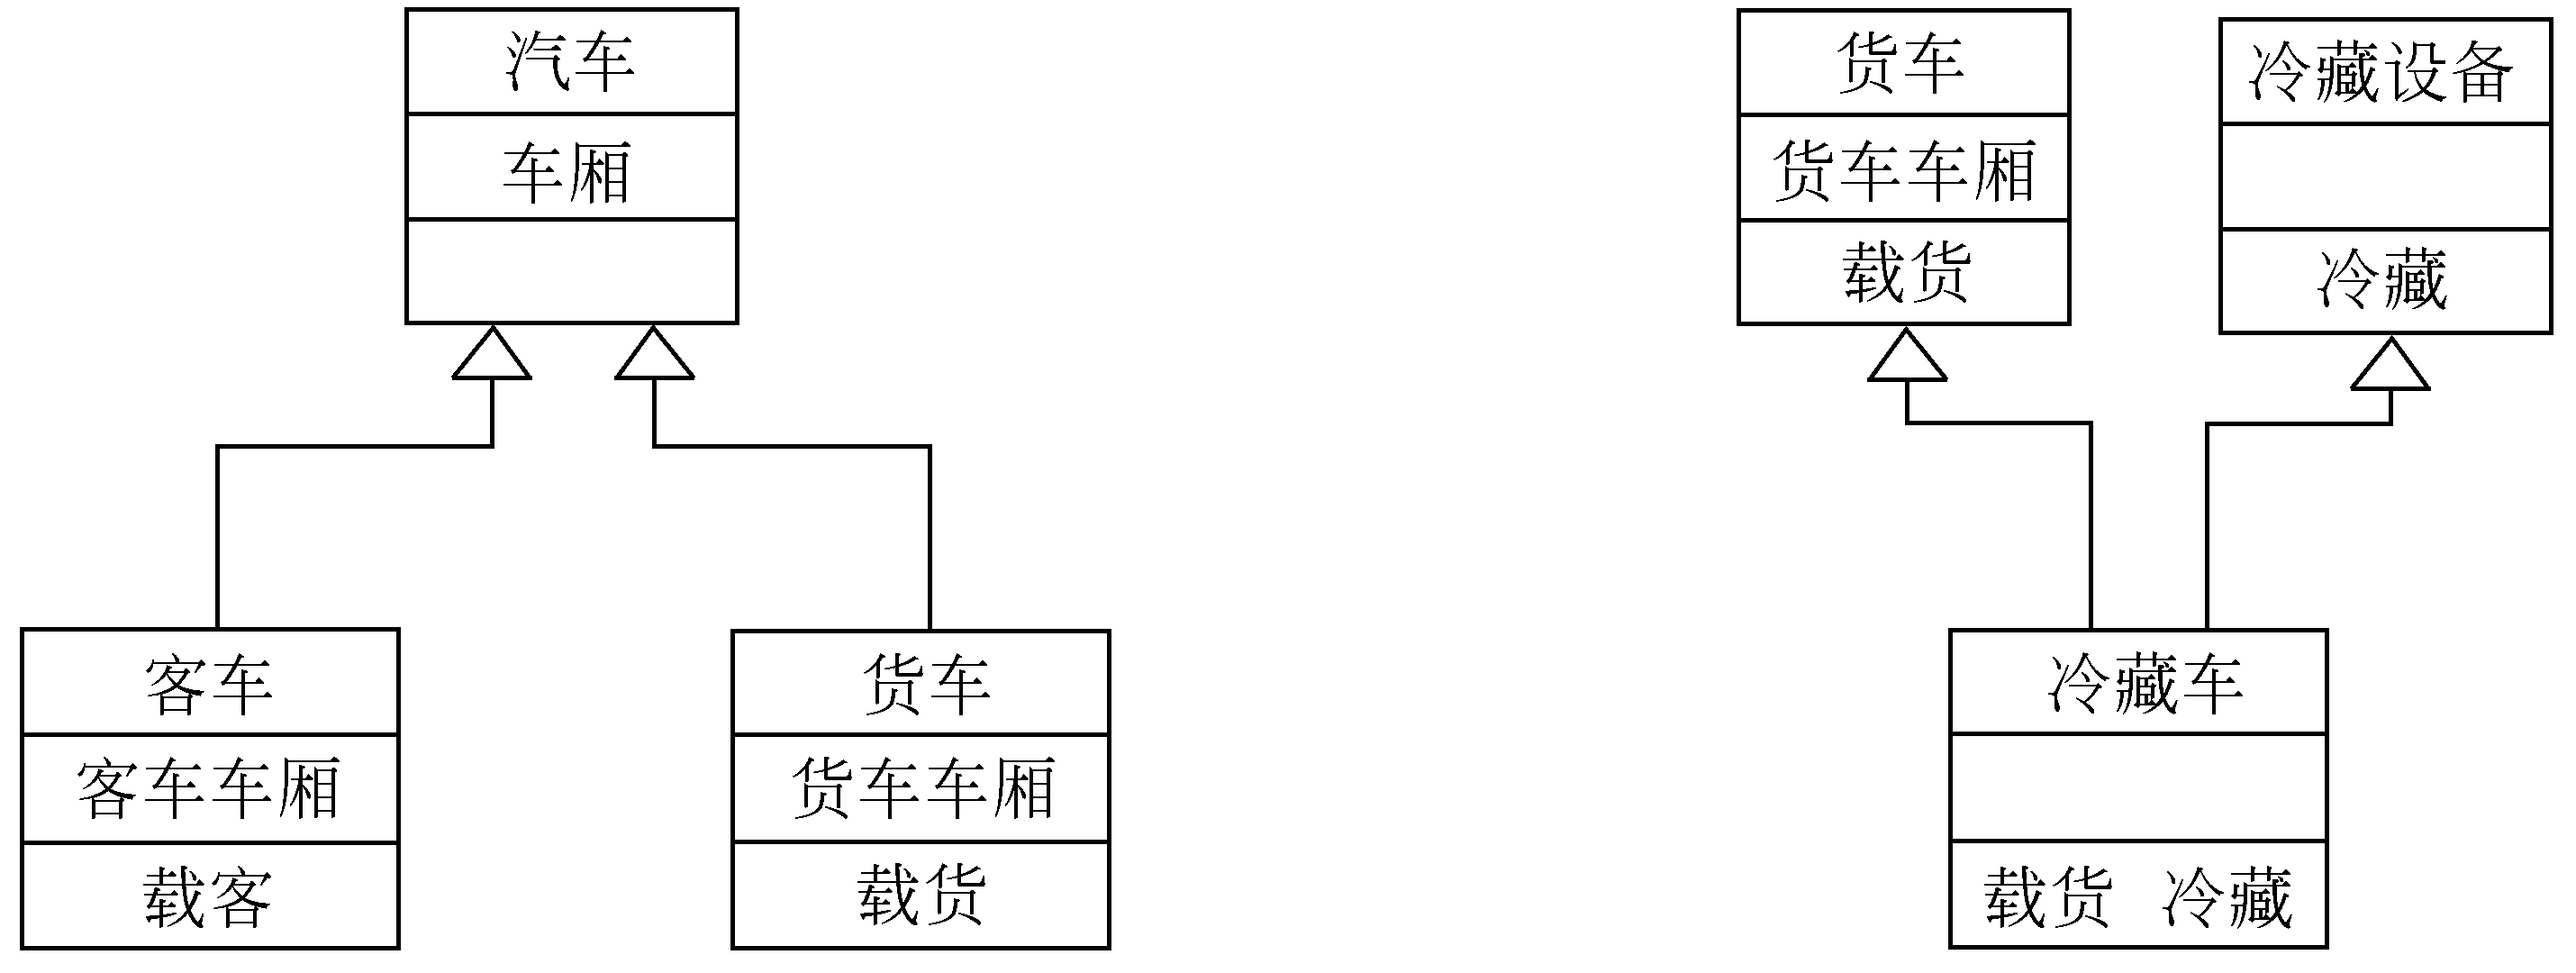 汽车
车厢
客车
客车车厢
载客
货车
货车车厢
载货
货车
货车车厢
载货
冷藏设备
冷藏
冷藏车
载货 冷藏